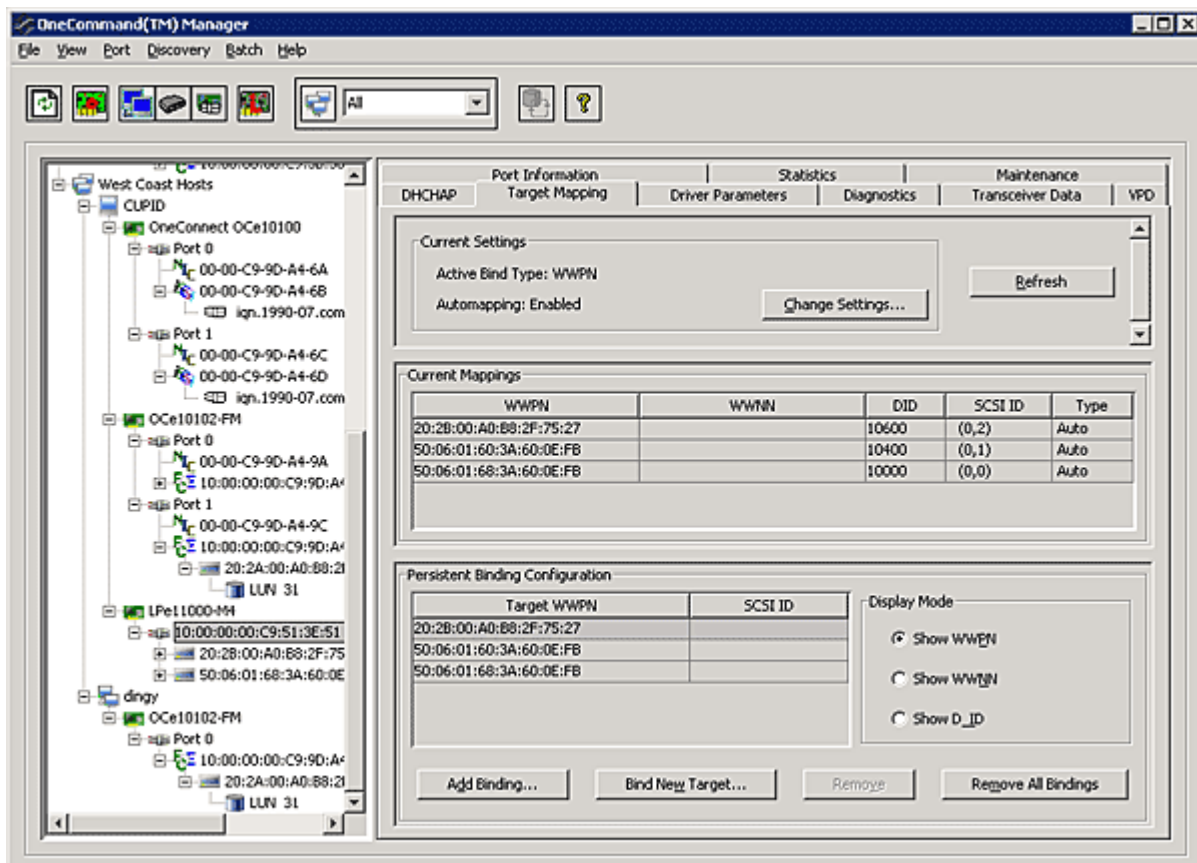 OneCommand(TM) Manager
File View Port Discovery Batch Help
All
West Coast Hosts
CUPID
OneConnect OCe10100
Port 0
00-00-C9-9D-A4-6A
00-00-C9-9D-A4-6B
iqn.1990-07.com
Port 1
00-00-C9-9D-A4-6C
00-00-C9-9D-A4-6D
iqn.1990-07.com
OCe10102-FM
Port 0
00-00-C9-9D-A4-9A
10:00:00:00:C9:9D:A4
Port 1
00-00-C9-9D-A4-9C
10:00:00:00:C9:9D:A4
20:2A:00:A0:B8:2F
LUN 31
LPe11000-M4
10:00:00:00:C9:51:3E:51
20:2B:00:A0:B8:2F:75
50:06:01:68:3A:60:0E
dingy
OCe10102-FM
Port 0
10:00:00:00:C9:9D:A4
20:2A:00:A0:B8:2F
LUN 31
Port Information Statistics Maintenance
DHCHAP Target Mapping Driver Parameters Diagnostics Transceiver Data VPD
Current Settings
Active Bind Type: WWPN
Automapping: Enabled
Change Settings...
Refresh
Current Mappings
WWPN WWNN DID SCSI ID Type
20:2B:00:A0:B8:2F:75:27 10600 (0,2) Auto
50:06:01:60:3A:60:0E:FB 10400 (0,1) Auto
50:06:01:68:3A:60:0E:FB 10000 (0,0) Auto
Persistent Binding Configuration
Target WWPN SCSI ID
20:2B:00:A0:B8:2F:75:27
50:06:01:60:3A:60:0E:FB
50:06:01:68:3A:60:0E:FB
Display Mode
Show WWPN
Show WWNN
Show D_ID
Add Binding... Bind New Target... Remove Remove All Bindings